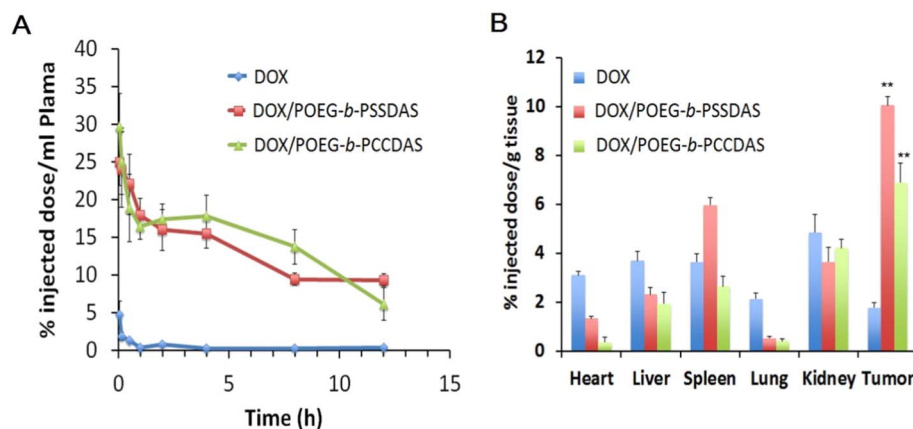 A
% injected dose/ml Plama
40
35
30
25
20
15
10
5
0
0
5
10
15
Time (h)
DOX
DOX/POEG-b-PSSDAS
DOX/POEG-b-PCCDAS
B
% injected dose/g tissue
12
10
8
6
4
2
0
DOX
DOX/POEG-b-PSSDAS
DOX/POEG-b-PCCDAS
**
**
Heart Liver Spleen Lung Kidney Tumor